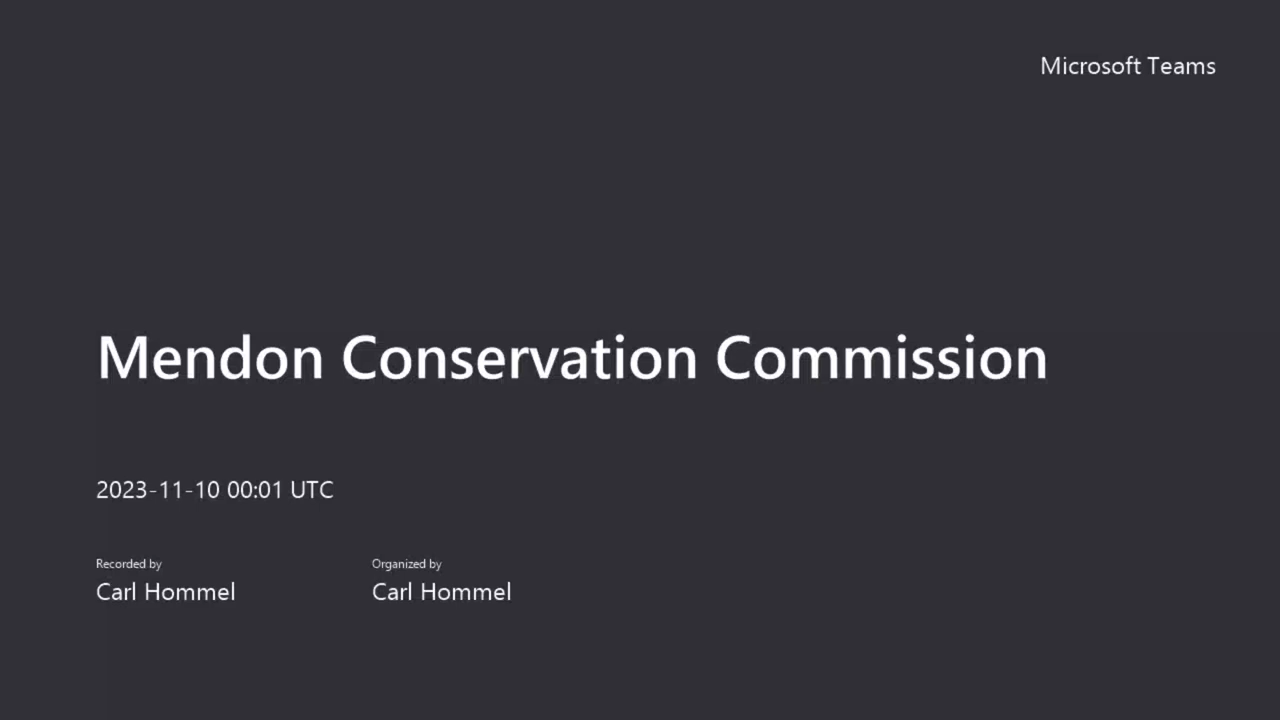 Microsoft Teams
Mendon Conservation Commission
2023-11-10 00:01 UTC
Recorded by
Carl Hommel
Organized by
Carl Hommel